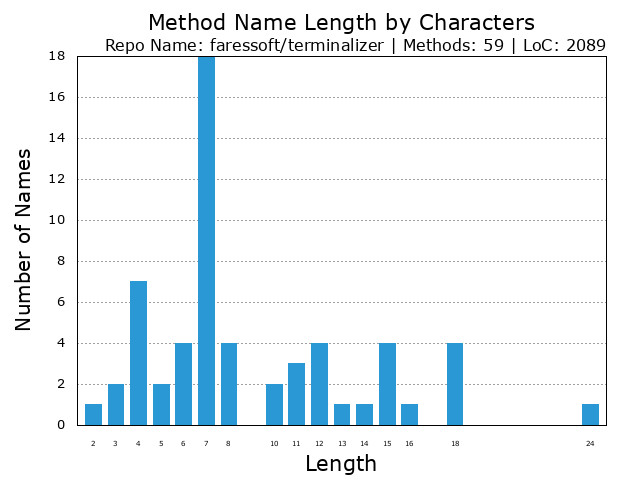 Method Name Length by Characters
Repo Name: faressoft/terminalizer | Methods: 59 | LoC: 2089
18
16
14
12
10
8
6
4
2
0
Number of Names
2 3 4 5 6 7 8 10 11 12 13 14 15 16 18 24
Length